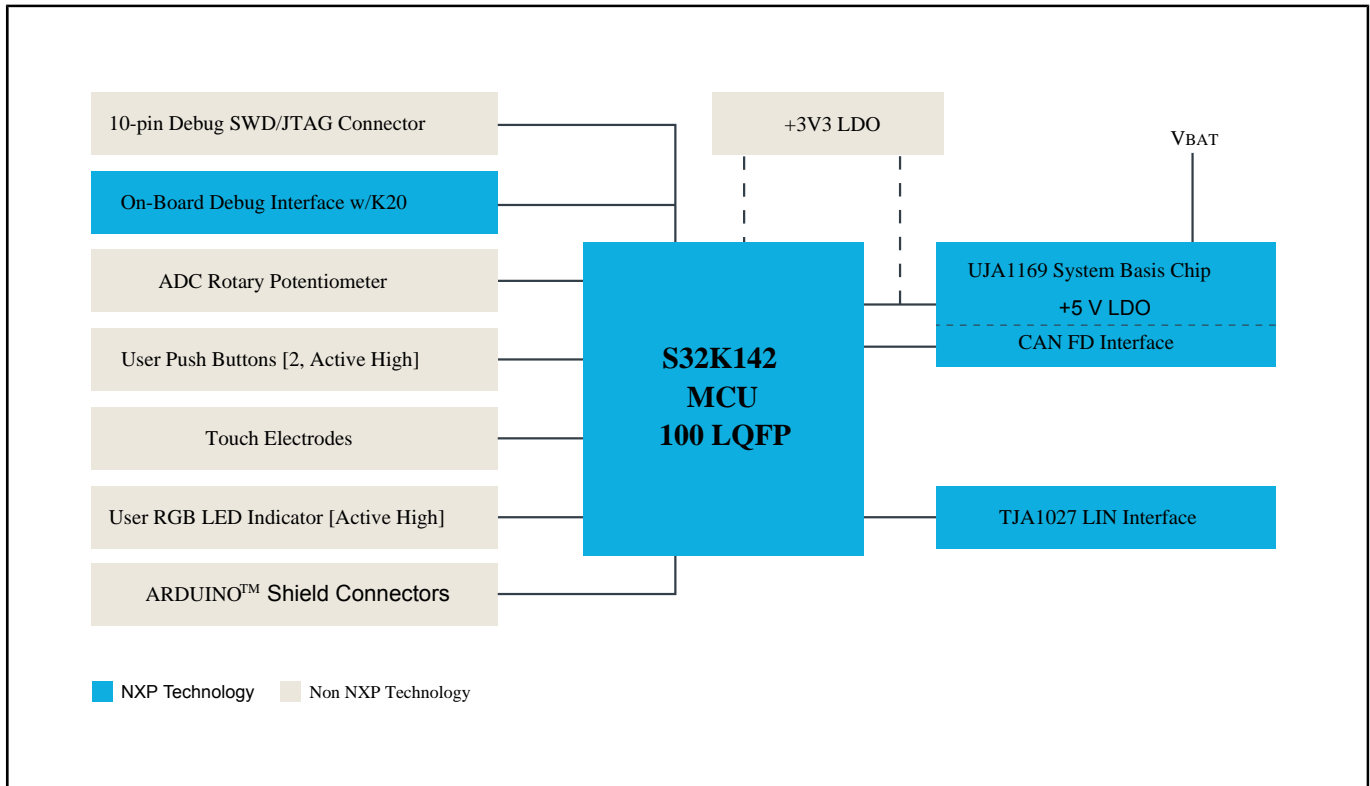 10-pin Debug SWD/JTAG Connector
On-Board Debug Interface w/K20
ADC Rotary Potentiometer
User Push Buttons [2, Active High]
Touch Electrodes
User RGB LED Indicator [Active High]
ARDUINO™ Shield Connectors
+3V3 LDO
S32K142
MCU
100 LQFP
VBAT
UJA1169 System Basis Chip
+5 V LDO
CAN FD Interface
TJA1027 LIN Interface
NXP Technology
Non NXP Technology